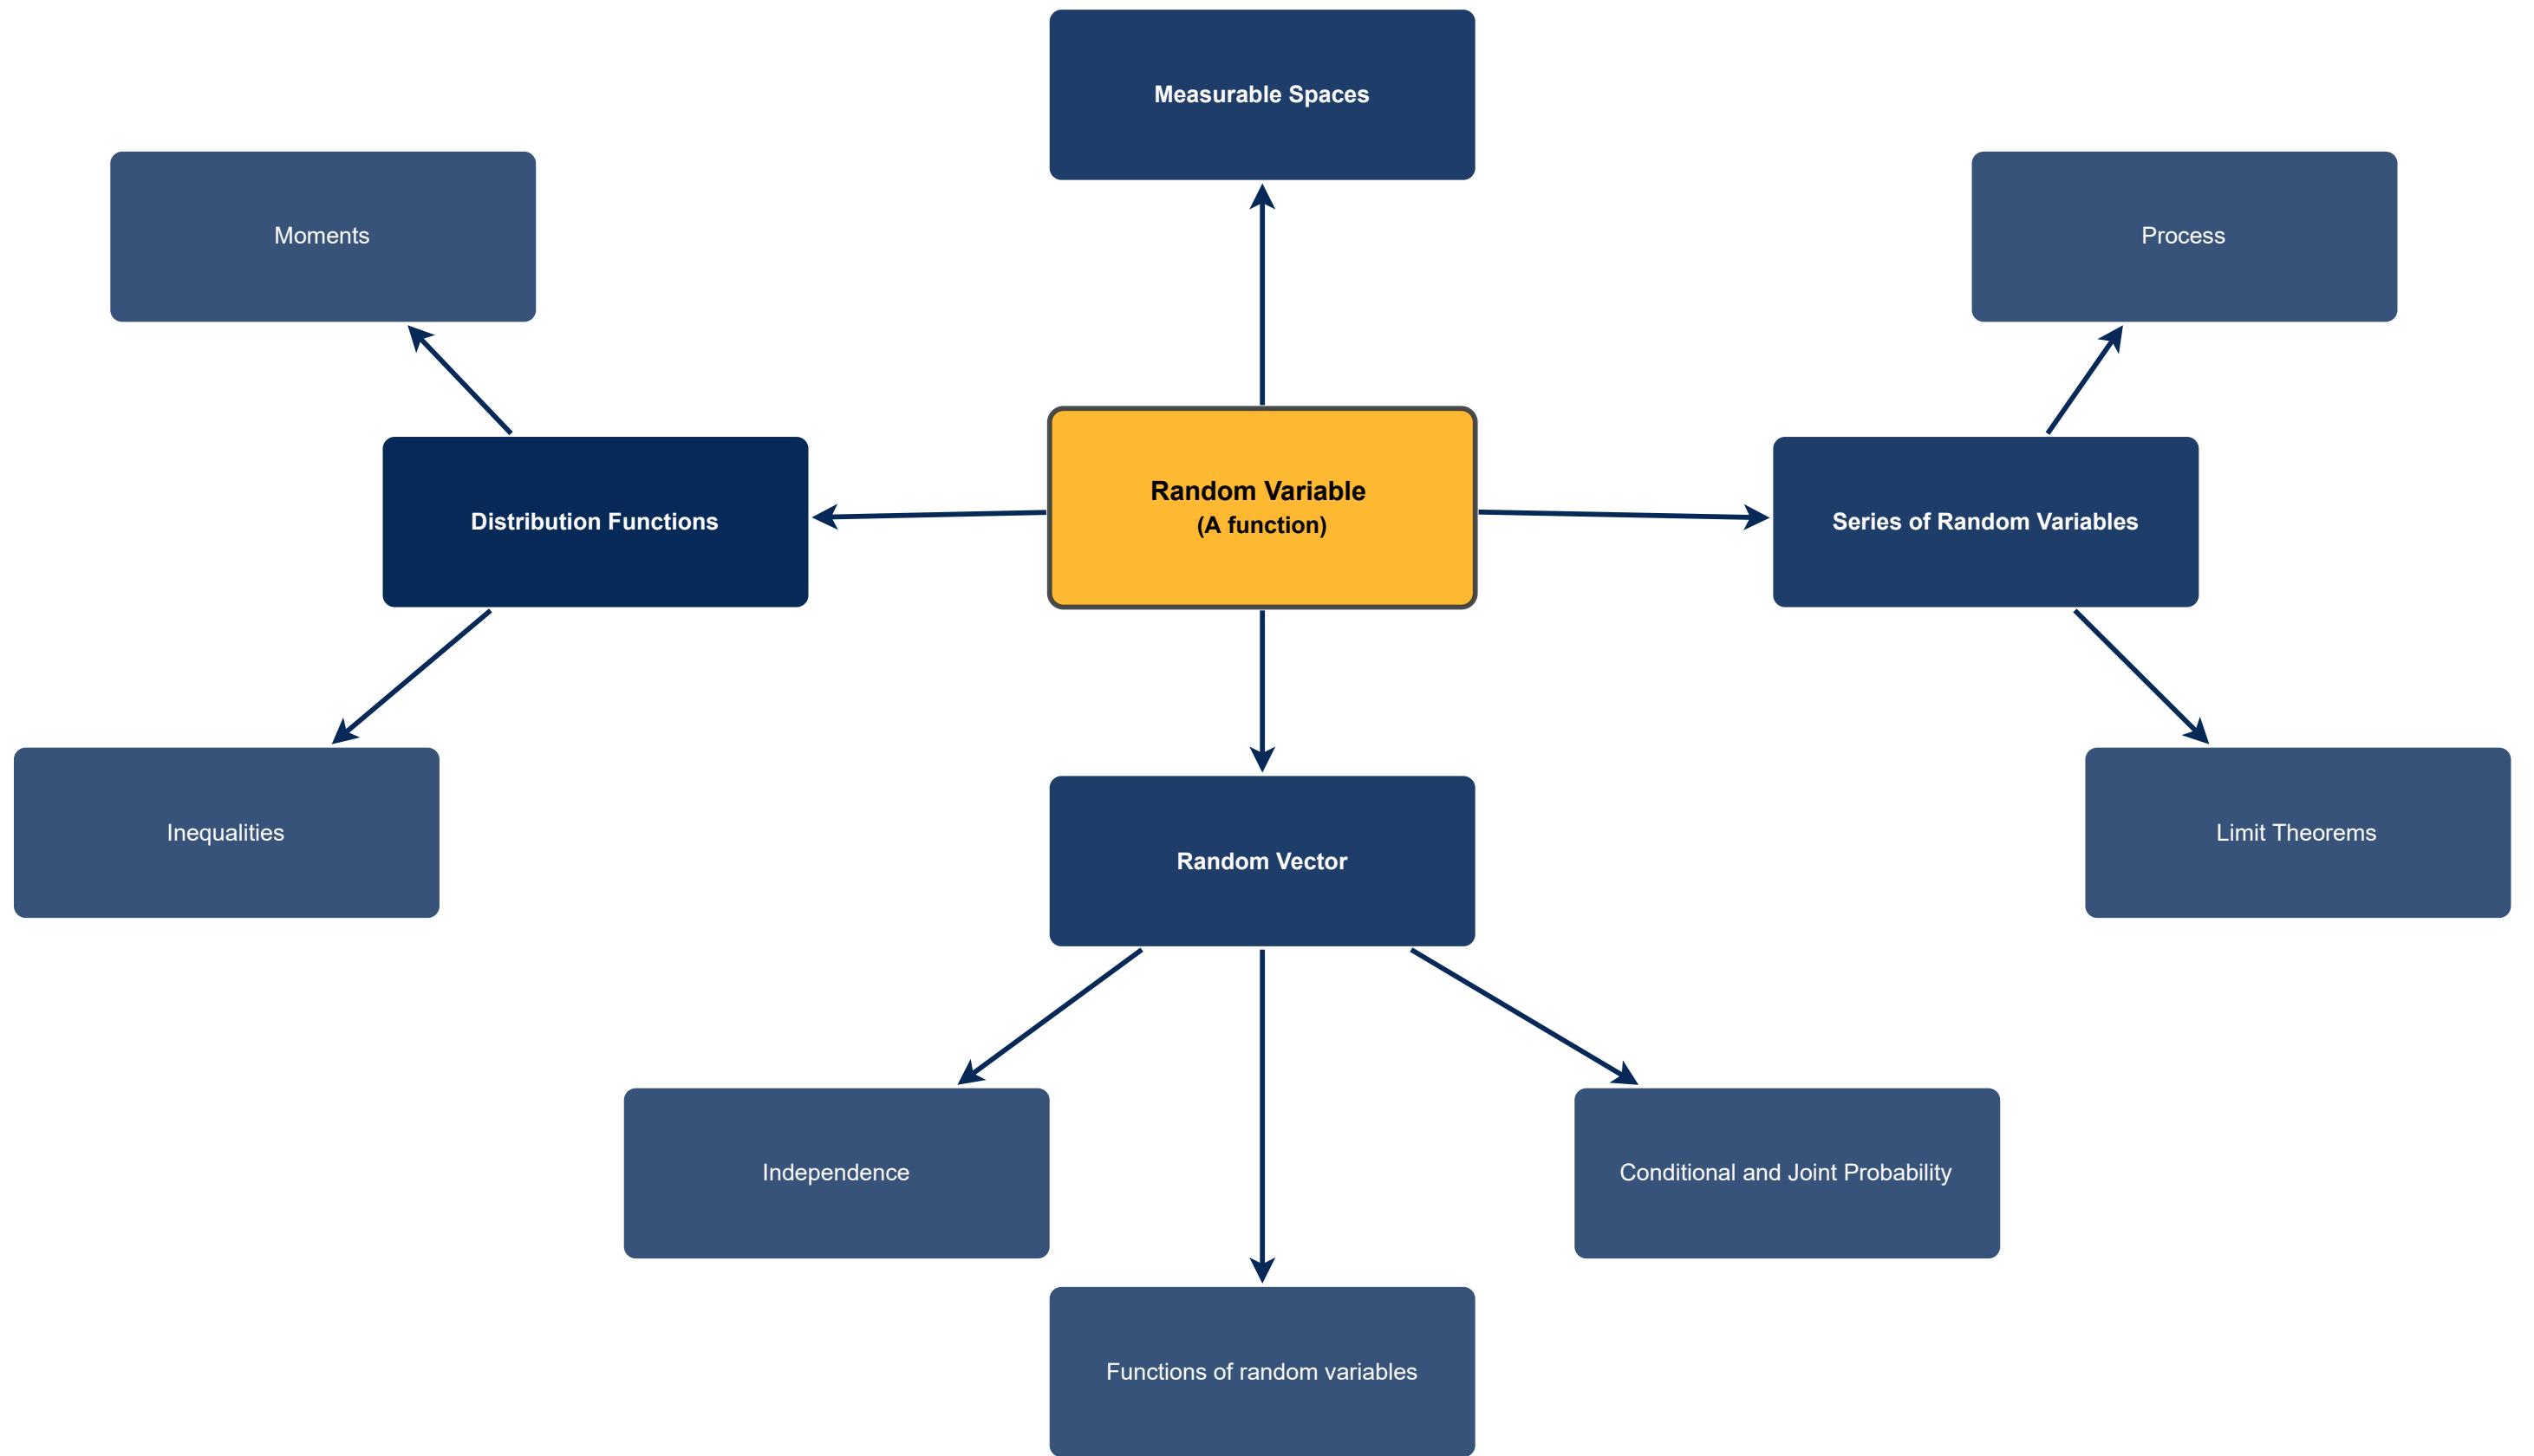 Measurable Spaces
Moments
Process
Random Variable
(A function)
Distribution Functions
Series of Random Variables
Inequalities
Limit Theorems
Random Vector
Independence
Conditional and Joint Probability
Functions of random variables